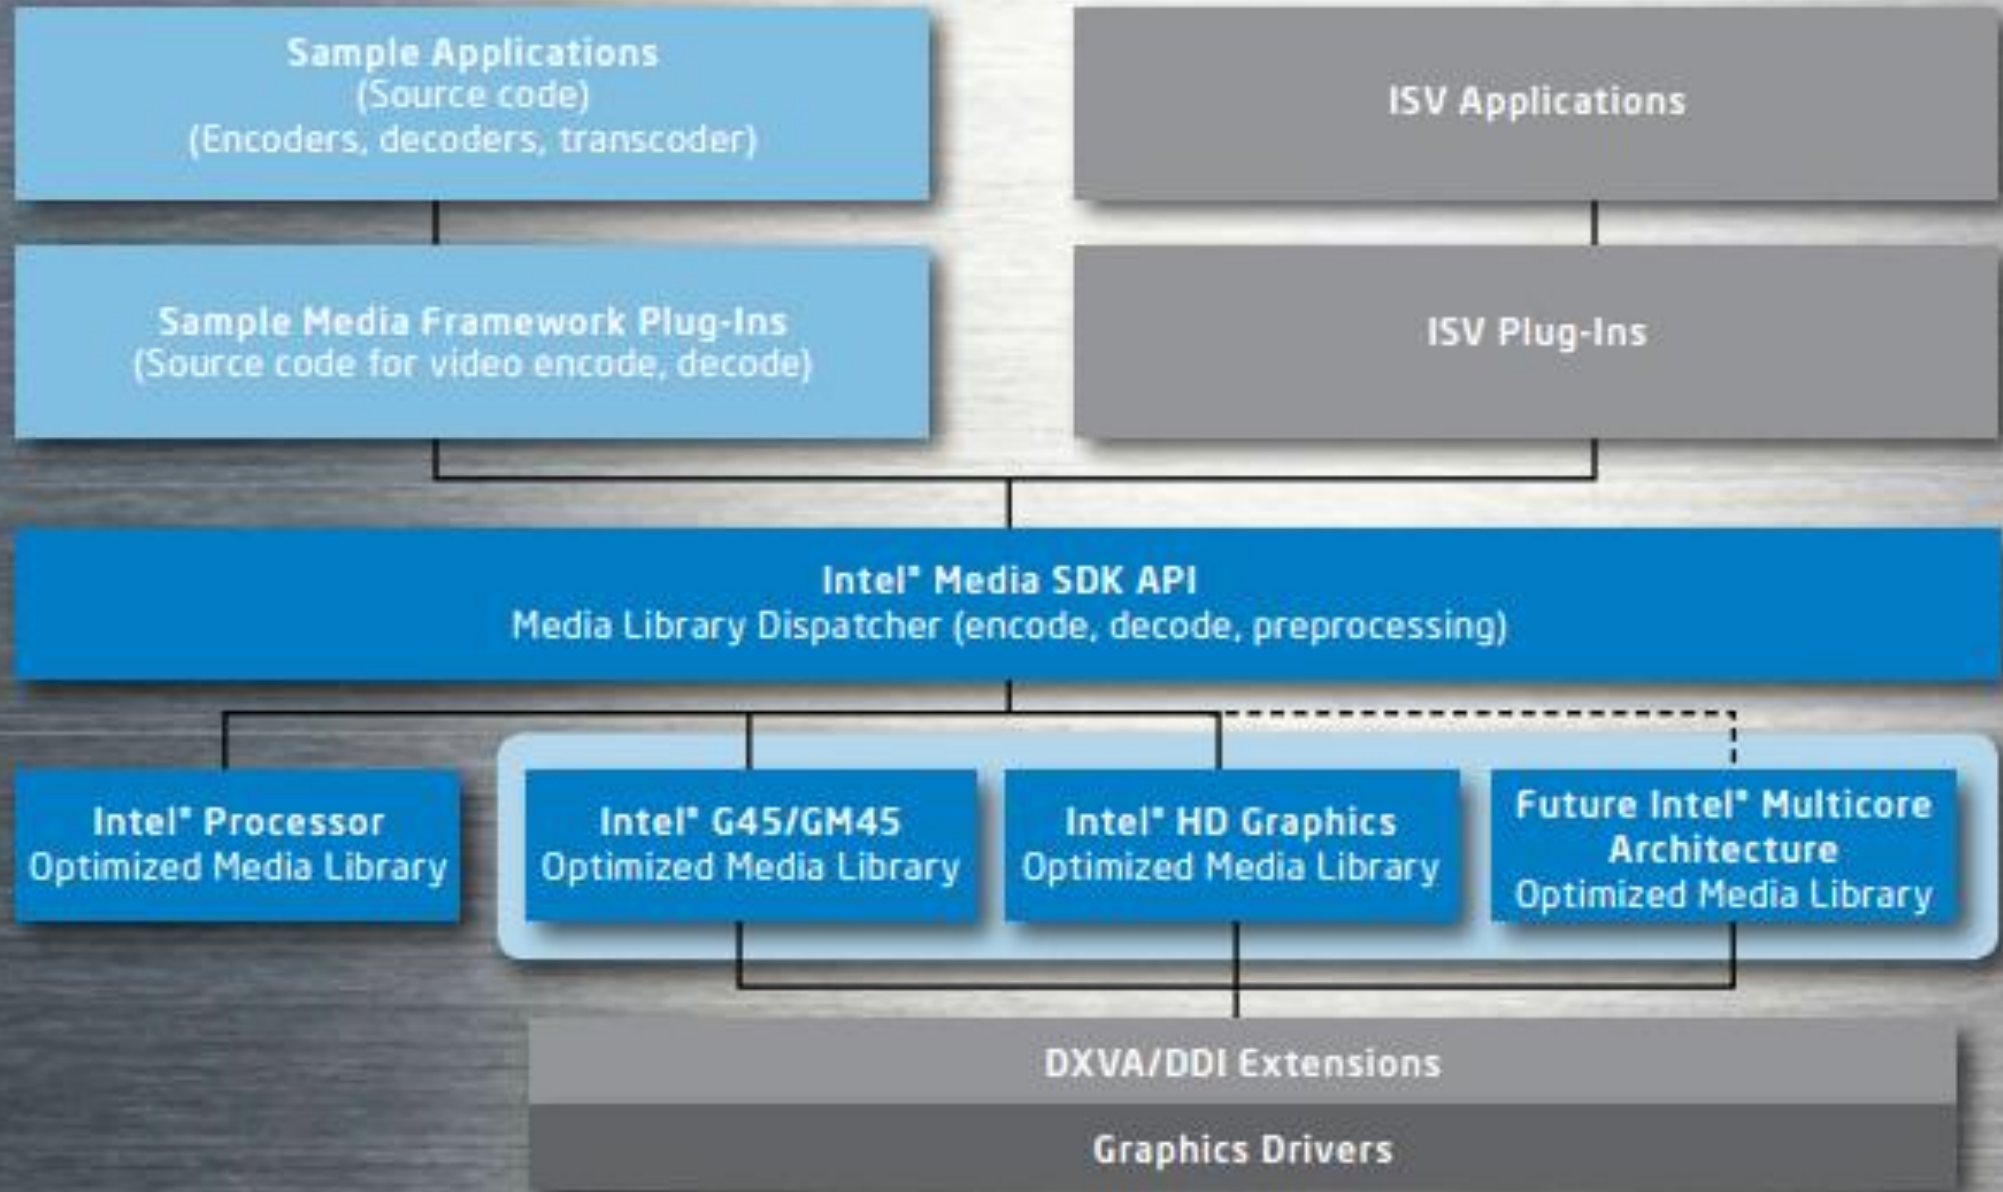 Sample Applications
(Source code)
(Encoders, decoders, transcoder)
ISV Applications
Sample Media Framework Plug-Ins
(Source code for video encode, decode)
ISV Plug-Ins
Intel® Media SDK API
Media Library Dispatcher (encode, decode, preprocessing)
Intel® Processor
Optimized Media Library
Intel® G45/GM45
Optimized Media Library
Intel® HD Graphics
Optimized Media Library
Future Intel® Multicore
Architecture
Optimized Media Library
DXVA/DDI Extensions
Graphics Drivers